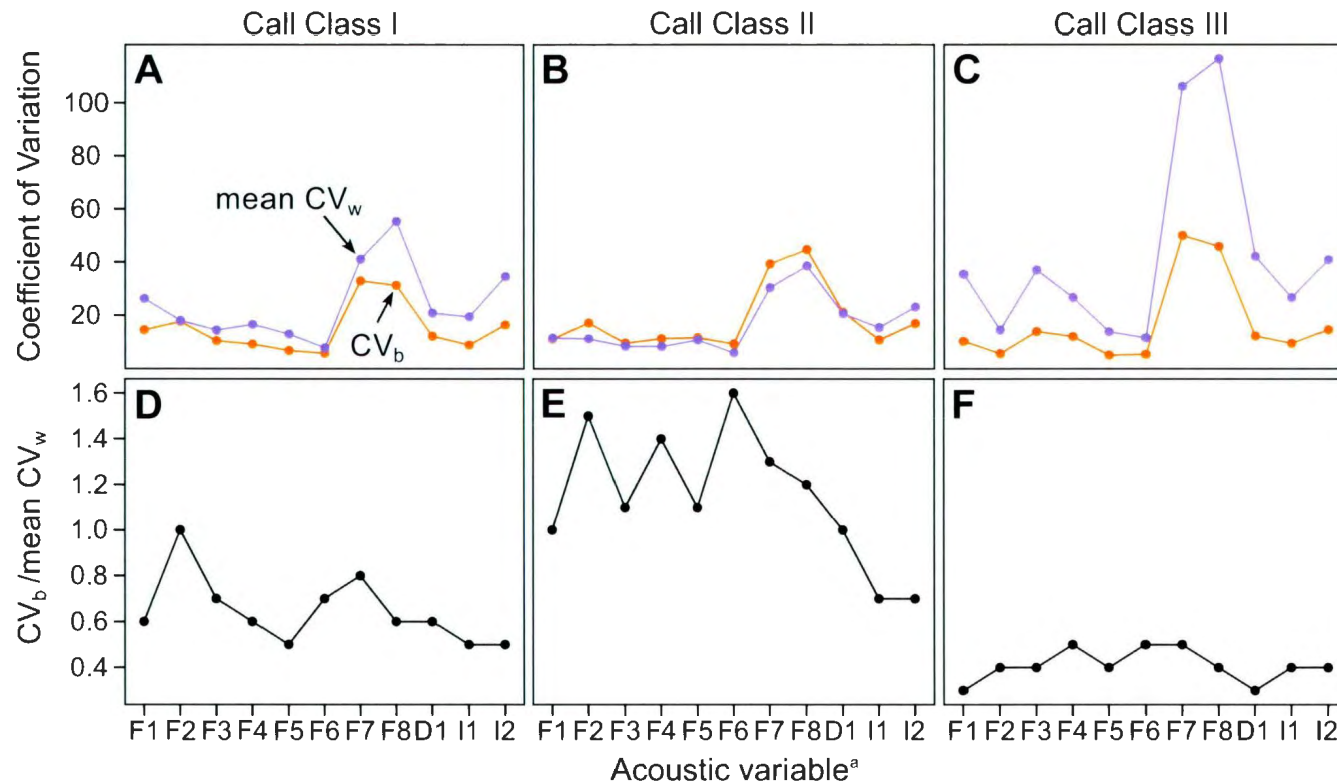 Call Class I Call Class II Call Class III
A B C
Coefficient of Variation
100
80
60
40
20
mean CVw
CVb
D E F
CVb /mean CVw
1.6
1.4
1.2
1.0
0.8
0.6
0.4
F1 F2 F3 F4 F5 F6 F7 F8 D1 I1 I2 F1 F2 F3 F4 F5 F6 F7 F8 D1 I1 I2 F1 F2 F3 F4 F5 F6 F7 F8 D1 I1 I2
Acoustic variableᵃ